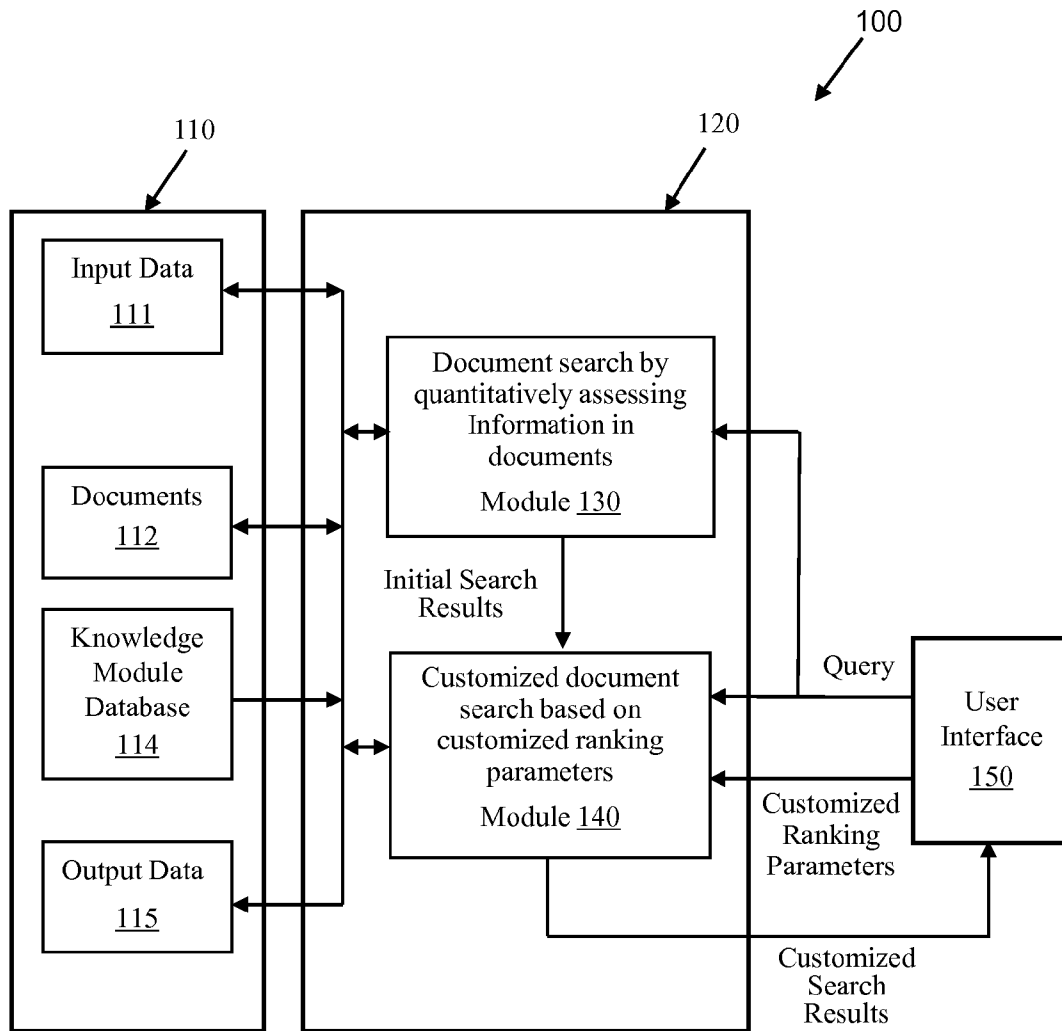 100
110
120
Input Data
111
Documents
112
Knowledge
Module
Database
114
Output Data
115
Document search by
quantitatively assessing
Information in
documents
Module 130
Initial Search
Results
Customized document
search based on
customized ranking
parameters
Module 140
Query
Customized
Ranking
Parameters
User
Interface
150
Customized
Search
Results